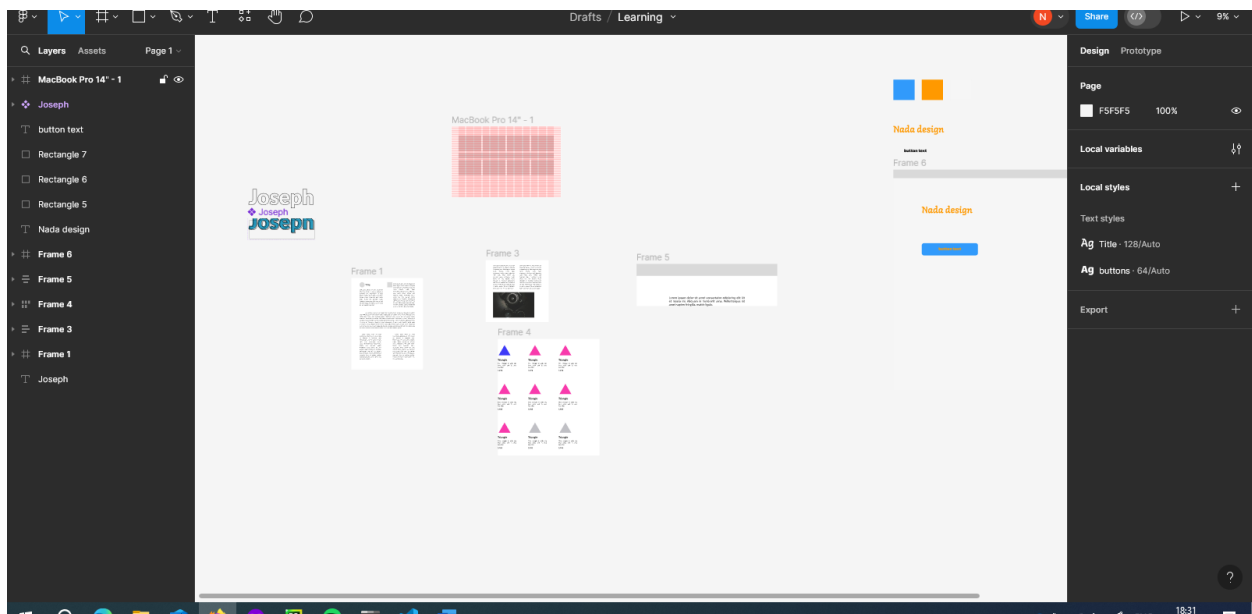 Drafts / Learning
N
Share
9%
Layers
Assets
Page 1
MacBook Pro 14" - 1
Joseph
button text
Rectangle 7
Rectangle 6
Rectangle 5
Nada design
Frame 6
Frame 5
Frame 4
Frame 3
Frame 1
Joseph
Joseph
Joseph
Joseph
MacBook Pro 14" - 1
Frame 1
Frame 3
Frame 4
Frame 5
Nada design
button text
Frame 6
Nada design
Design
Prototype
Page
F5F5F5
100%
Local variables
Local styles
Text styles
Ag Title · 128/Auto
Ag buttons · 64/Auto
Export
?
18:31